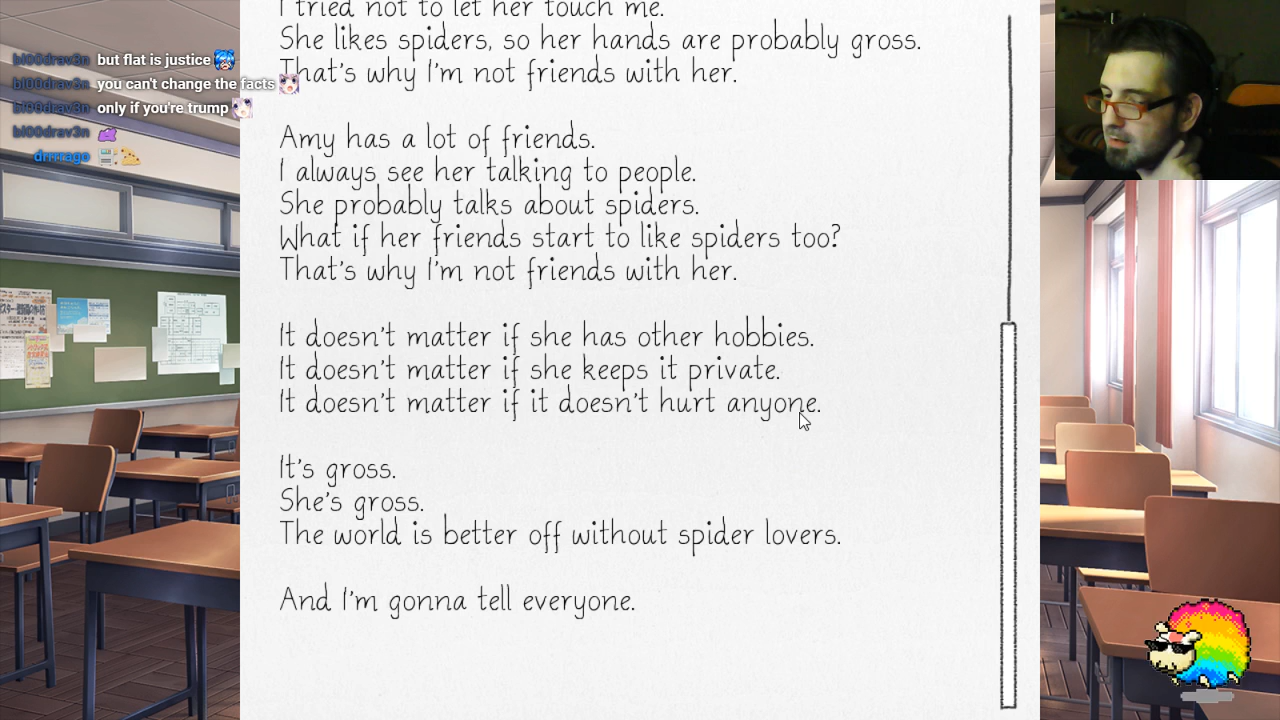 I tried not to let her touch me.
She likes spiders, so her hands are probably gross.
That's why I'm not friends with her.
Amy has a lot of friends.
I always see her talking to people.
She probably talks about spiders.
What if her friends start to like spiders too?
That's why I'm not friends with her.
It doesn't matter if she has other hobbies.
It doesn't matter if she keeps it private.
It doesn't matter if it doesn't hurt anyone.
It's gross.
She's gross.
The world is better off without spider lovers.
And I'm gonna tell everyone.
bl00drav3n but flat is justice
bl00drav3n you can't change the facts
bl00drav3n only if you're trump
bl00drav3n
drrrago